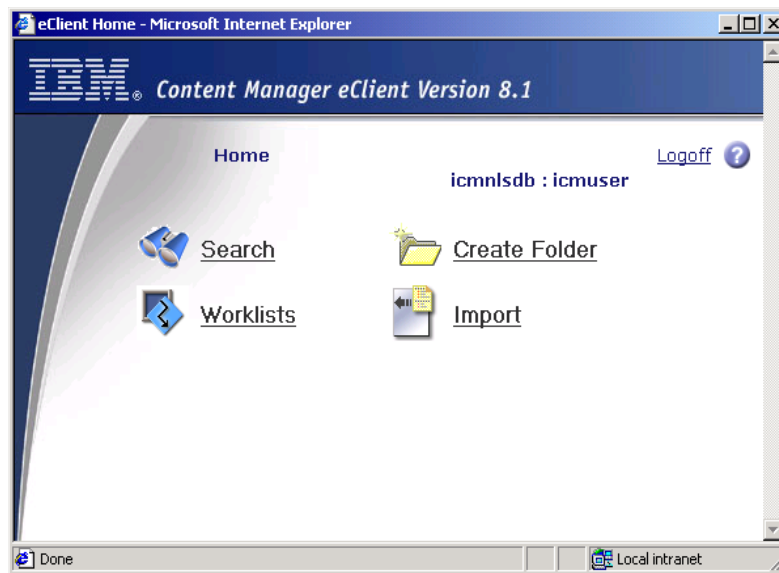 eClient Home - Microsoft Internet Explorer
IBM® Content Manager eClient Version 8.1
Home
Logoff ?
icmnlsdb : icmuser
Search
Create Folder
Worklists
Import
Done
Local intranet